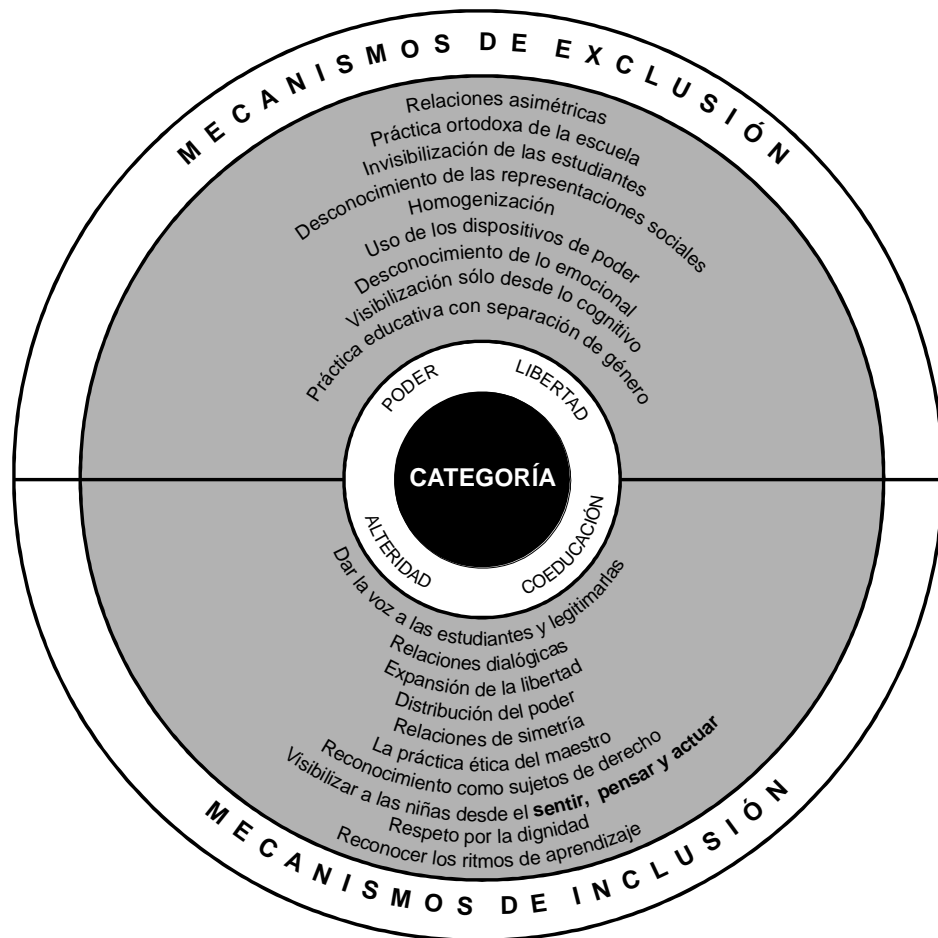 MECANISMOS DE EXCLUSIÓN
Relaciones asimétricas
Práctica ortodoxa de la escuela
Invisibilización de las estudiantes
Desconocimiento de las representaciones sociales
Homogenización
Uso de los dispositivos de poder
Desconocimiento de lo emocional
Visibilización sólo desde lo cognitivo
Práctica educativa con separación de género
PODER
LIBERTAD
CATEGORÍA
ALTERIDAD
COEDUCACIÓN
Dar la voz a las estudiantes y legitimarlas
Relaciones dialógicas
Expansión de la libertad
Distribución del poder
Relaciones de simetría
La práctica ética del maestro
Reconocimiento como sujetos de derecho
Visibilizar a las niñas desde el sentir, pensar y actuar
Respeto por la dignidad
Reconocer los ritmos de aprendizaje
MECANISMOS DE INCLUSIÓN